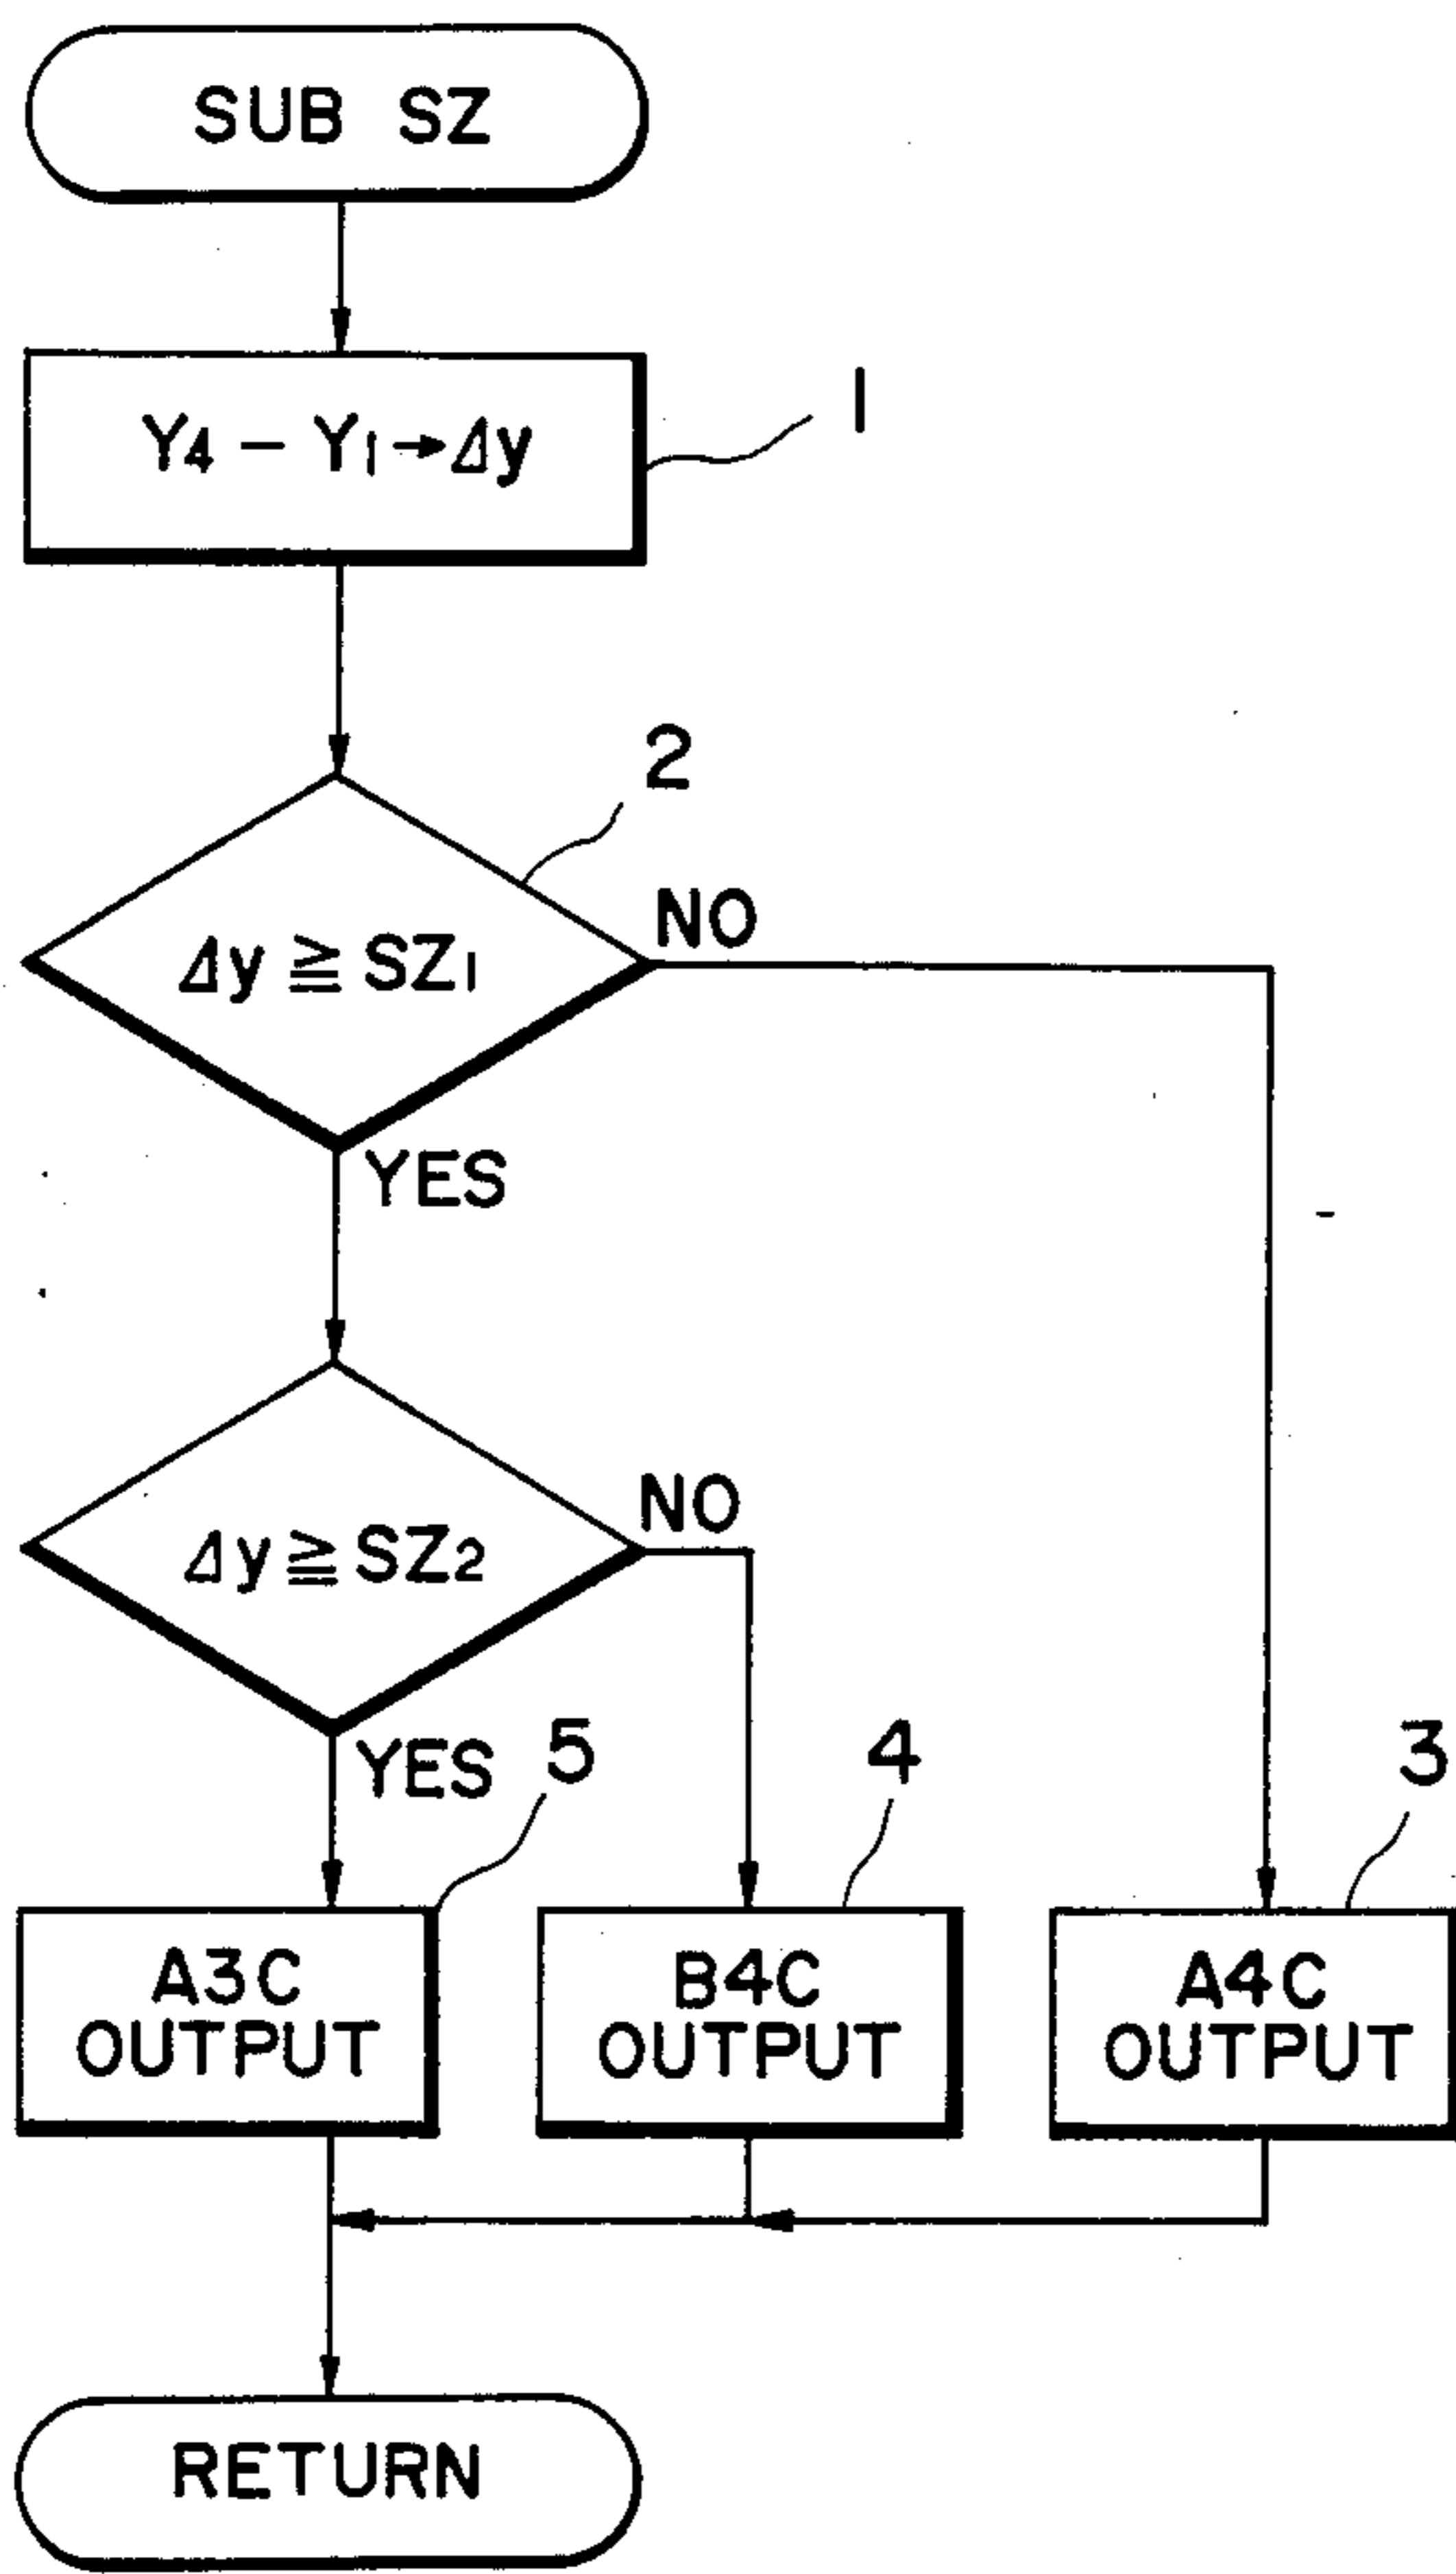 SUB SZ
Y4 − Y1 → Δy
1
2
Δy ≧ SZ1
NO
YES
Δy ≧ SZ2
NO
YES
5
4
3
A3C
OUTPUT
B4C
OUTPUT
A4C
OUTPUT
RETURN